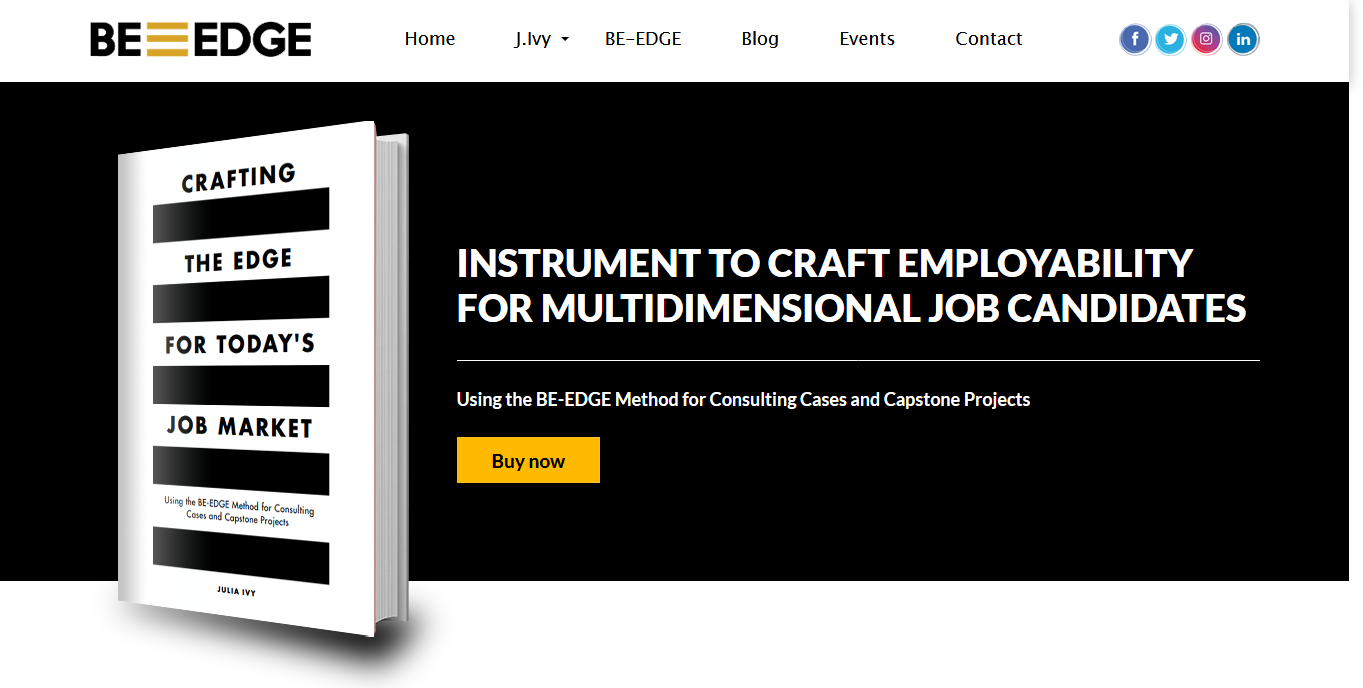 BE EDGE
Home
J.Ivy
BE-EDGE
Blog
Events
Contact
CRAFTING
THE EDGE
FOR TODAY'S
JOB MARKET
Using the BE-EDGE Method for Consulting
Cases and Capstone Projects
JULIA IVY
INSTRUMENT TO CRAFT EMPLOYABILITY
FOR MULTIDIMENSIONAL JOB CANDIDATES
Using the BE-EDGE Method for Consulting Cases and Capstone Projects
Buy now